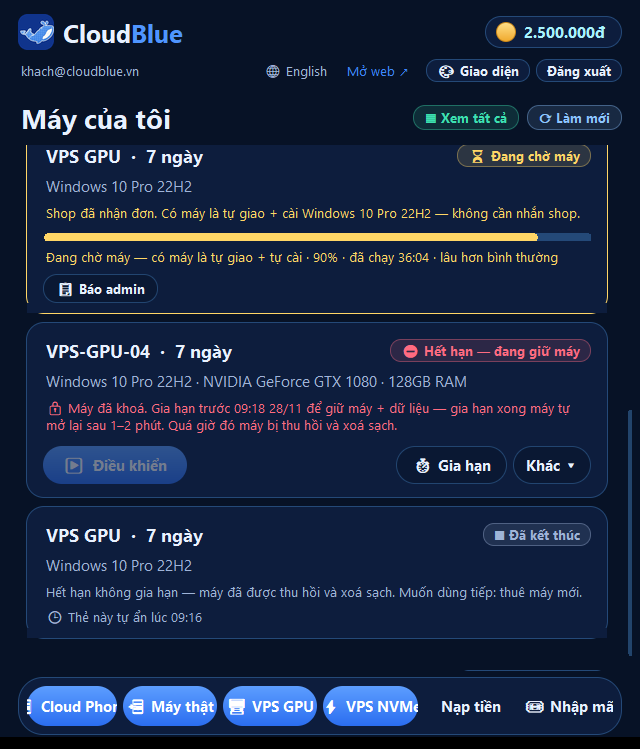 CloudBlue
2.500.000đ
khach@cloudblue.vn
English
Mở web ↗
Giao diện
Đăng xuất
Máy của tôi
Xem tất cả
Làm mới
VPS GPU · 7 ngày
Đang chờ máy
Windows 10 Pro 22H2
Shop đã nhận đơn. Có máy là tự giao + cài Windows 10 Pro 22H2 — không cần nhắn shop.
Đang chờ máy — có máy là tự giao + tự cài · 90% · đã chạy 36:04 · lâu hơn bình thường
Báo admin
VPS-GPU-04 · 7 ngày
Hết hạn — đang giữ máy
Windows 10 Pro 22H2 · NVIDIA GeForce GTX 1080 · 128GB RAM
Máy đã khoá. Gia hạn trước 09:18 28/11 để giữ máy + dữ liệu — gia hạn xong máy tự
mở lại sau 1–2 phút. Quá giờ đó máy bị thu hồi và xoá sạch.
Điều khiển
Gia hạn
Khác ▾
VPS GPU · 7 ngày
Đã kết thúc
Windows 10 Pro 22H2
Hết hạn không gia hạn — máy đã được thu hồi và xoá sạch. Muốn dùng tiếp: thuê máy mới.
Thẻ này tự ẩn lúc 09:16
Cloud Phon
Máy thật
VPS GPU
VPS NVMe
Nạp tiền
Nhập mã